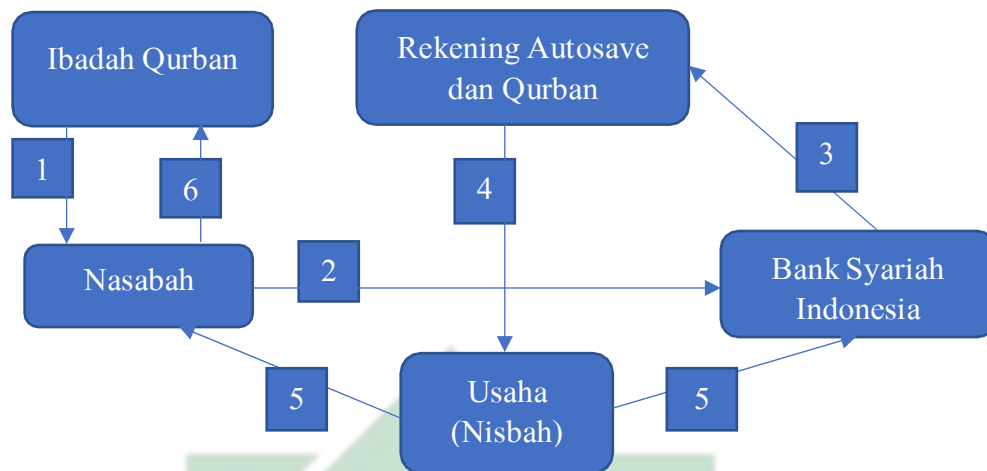 Ibadah Qurban
Rekening Autosave
dan Qurban
1
6
4
3
Nasabah
2
Bank Syariah
Indonesia
5
Usaha
(Nisbah)
5